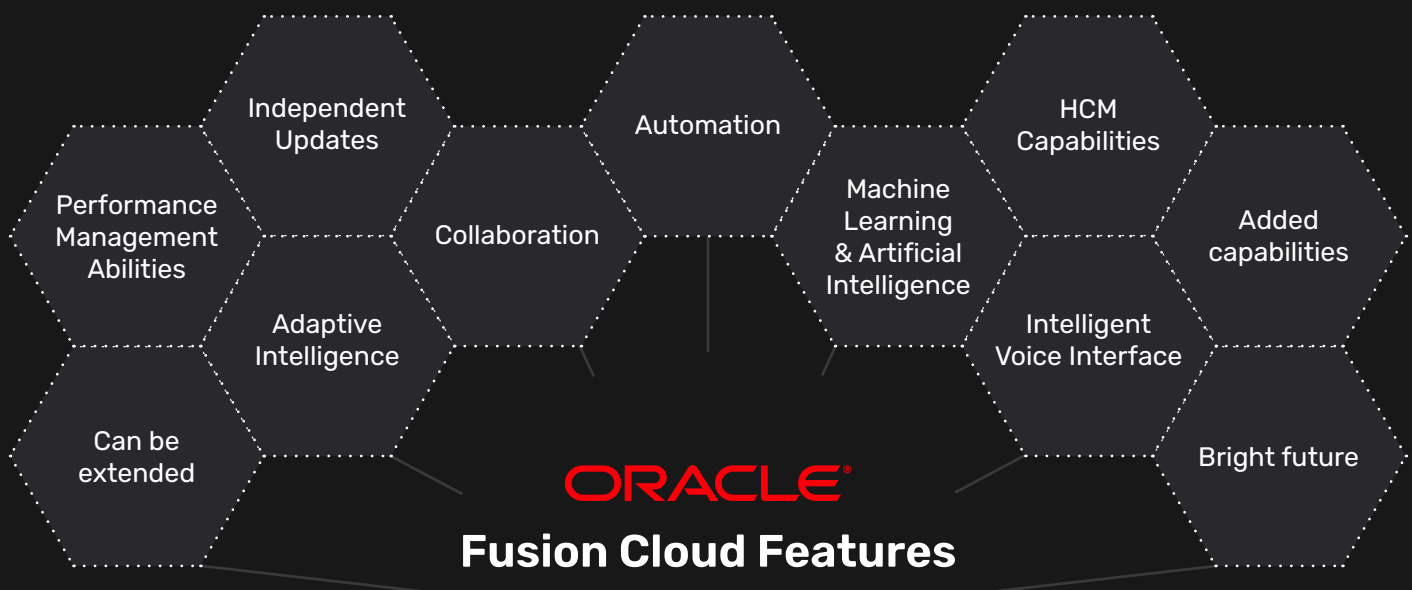 Independent
Updates
Automation
HCM
Capabilities
Performance
Management
Abilities
Collaboration
Machine
Learning
& Artificial
Intelligence
Added
capabilities
Adaptive
Intelligence
Intelligent
Voice Interface
Can be
extended
Bright future
ORACLE®
Fusion Cloud Features